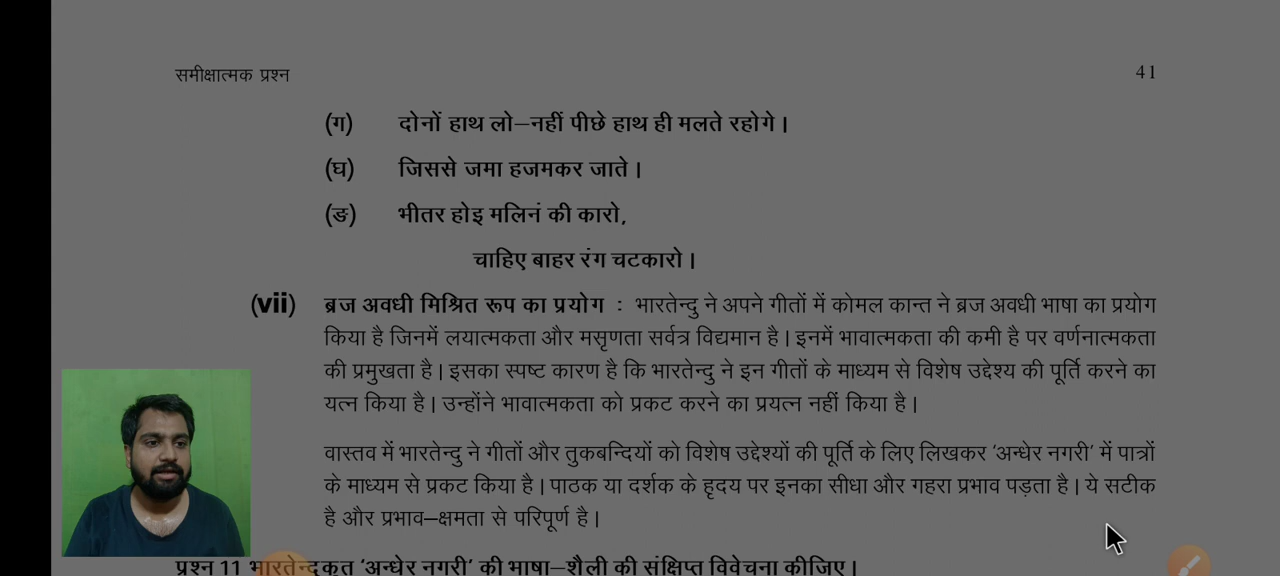 समीक्षात्मक प्रश्न 41
(ग) दोनों हाथ लो–नहीं पीछे हाथ ही मलते रहोगे।
(घ) जिससे जमा हजमकर जाते।
(ङ) भीतर होइ मलिनं की कारो,
चाहिए बाहर रंग चटकारो।
(vii) ब्रज अवधी मिश्रित रूप का प्रयोग : भारतेन्दु ने अपने गीतों में कोमल कान्त ने ब्रज अवधी भाषा का प्रयोग
किया है जिनमें लयात्मकता और मसृणता सर्वत्र विद्यमान है। इनमें भावात्मकता की कमी है पर वर्णनात्मकता
की प्रमुखता है। इसका स्पष्ट कारण है कि भारतेन्दु ने इन गीतों के माध्यम से विशेष उद्देश्य की पूर्ति करने का
यत्न किया है। उन्होंने भावात्मकता को प्रकट करने का प्रयत्न नहीं किया है।
वास्तव में भारतेन्दु ने गीतों और तुकबन्दियों को विशेष उद्देश्यों की पूर्ति के लिए लिखकर ‘अन्धेर नगरी’ में पात्रों
के माध्यम से प्रकट किया है। पाठक या दर्शक के हृदय पर इनका सीधा और गहरा प्रभाव पड़ता है। ये सटीक
है और प्रभाव–क्षमता से परिपूर्ण है।
प्रश्न 11 भारतेन्दुकृत ‘अन्धेर नगरी’ की भाषा–शैली की संक्षिप्त विवेचना कीजिए।